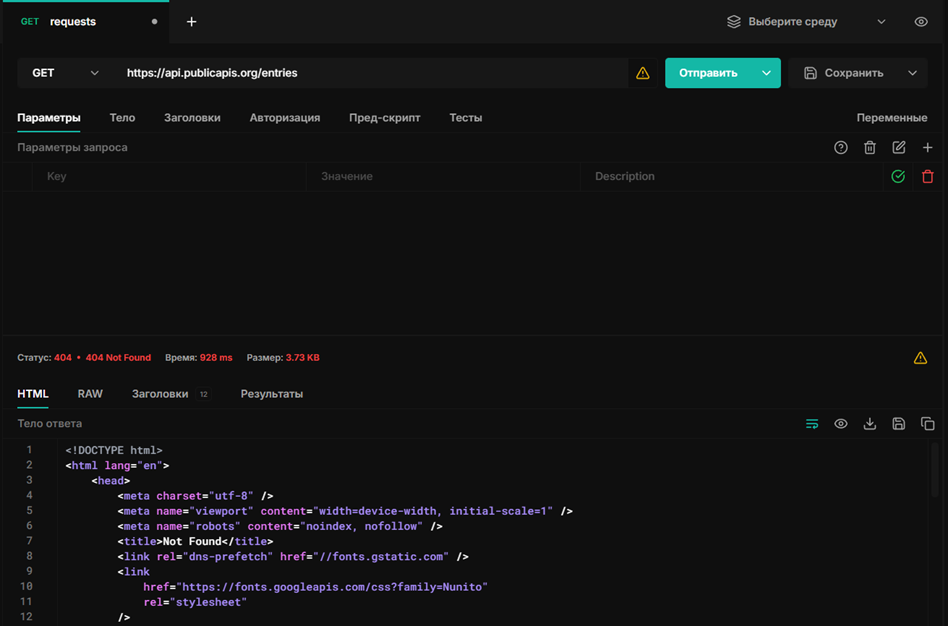 GET requests
Выберите среду
GET https://api.publicapis.org/entries Отправить Сохранить
Параметры Тело Заголовки Авторизация Пред-скрипт Тесты Переменные
Параметры запроса
Key Значение Description
Статус: 404 • 404 Not Found Время: 928 ms Размер: 3.73 KB
HTML RAW Заголовки 12 Результаты
Тело ответа
1 <!DOCTYPE html>
2 <html lang="en">
3 <head>
4 <meta charset="utf-8" />
5 <meta name="viewport" content="width=device-width, initial-scale=1" />
6 <meta name="robots" content="noindex, nofollow" />
7 <title>Not Found</title>
8 <link rel="dns-prefetch" href="//fonts.gstatic.com" />
9 <link
10 href="https://fonts.googleapis.com/css?family=Nunito"
11 rel="stylesheet"
12 />